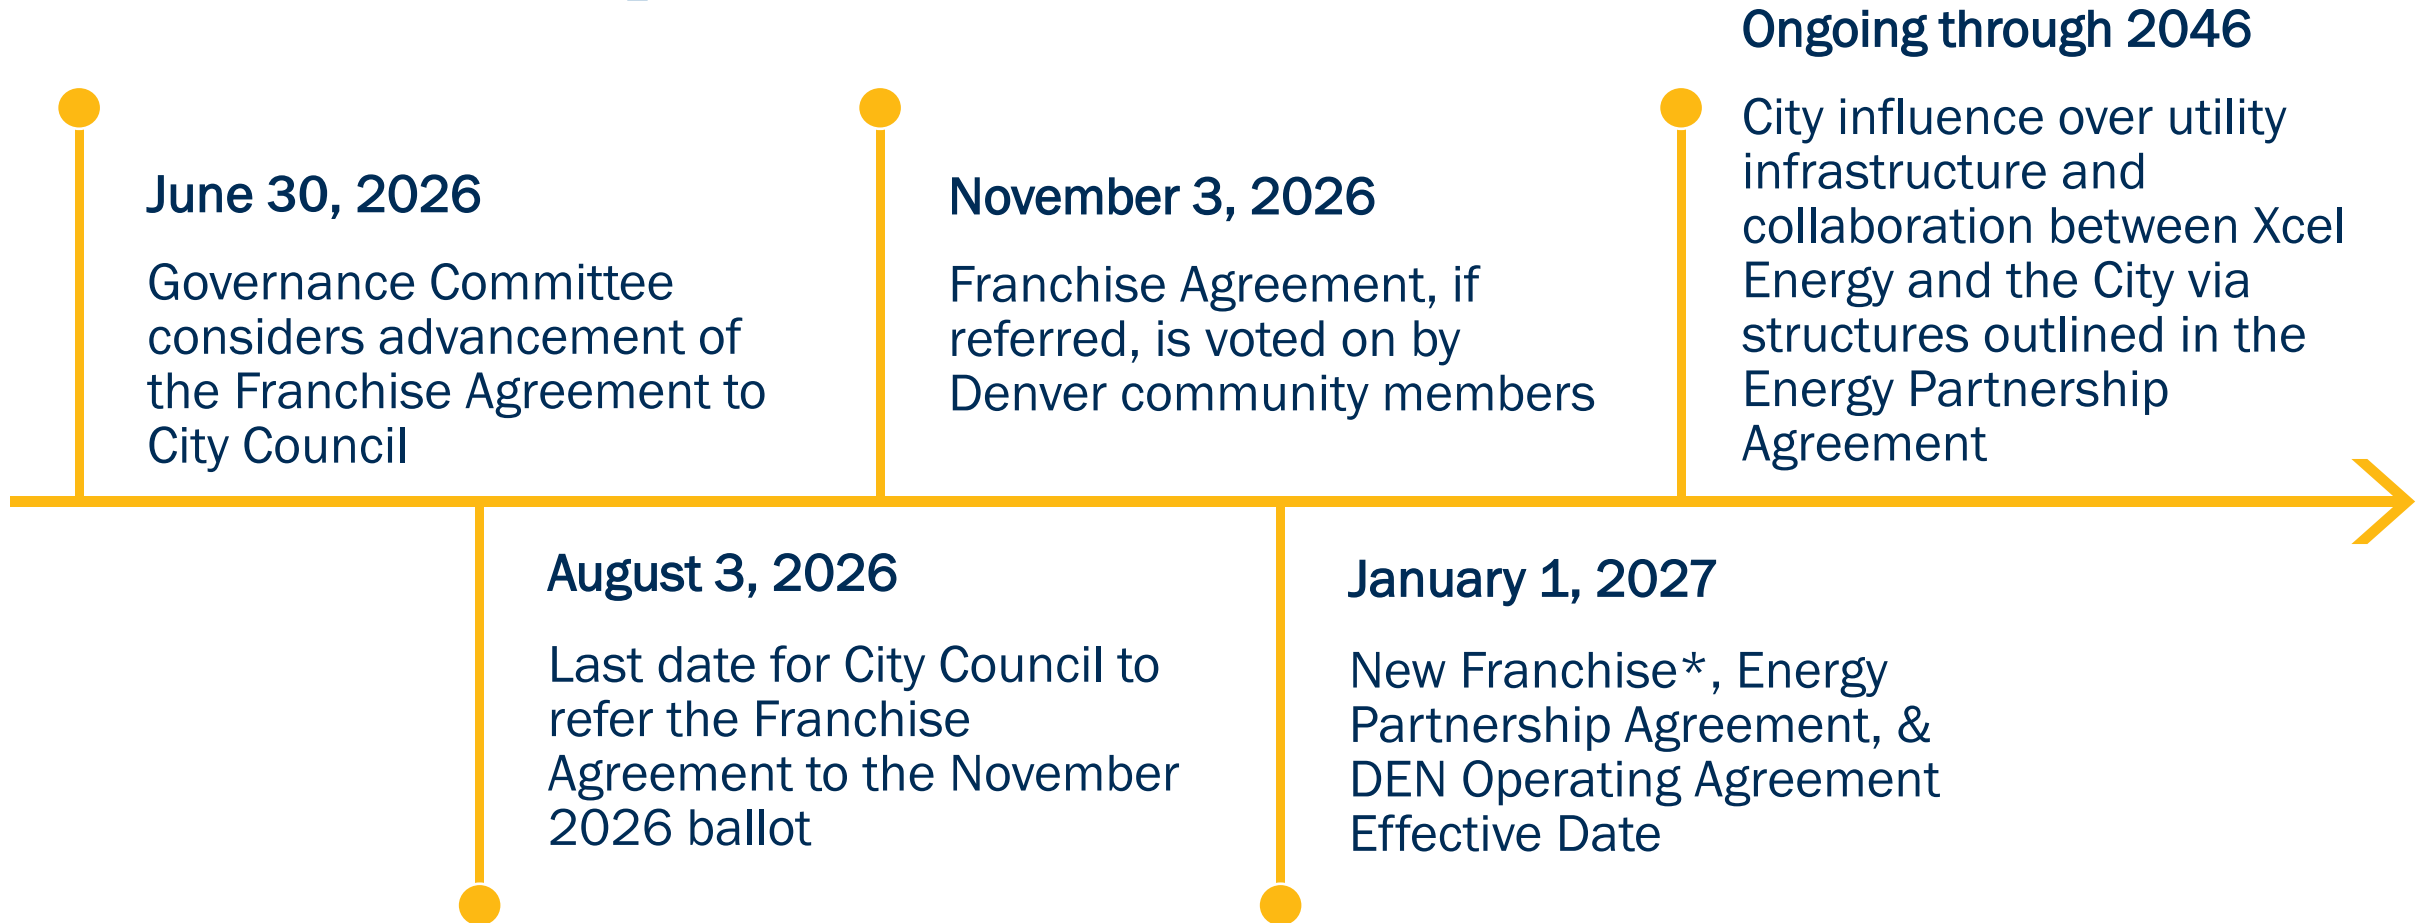 June 30, 2026
Governance Committee
considers advancement of
the Franchise Agreement to
City Council
August 3, 2026
Last date for City Council to
refer the Franchise
Agreement to the November
2026 ballot
November 3, 2026
Franchise Agreement, if
referred, is voted on by
Denver community members
January 1, 2027
New Franchise*, Energy
Partnership Agreement, &
DEN Operating Agreement
Effective Date
Ongoing through 2046
City influence over utility
infrastructure and
collaboration between Xcel
Energy and the City via
structures outlined in the
Energy Partnership
Agreement